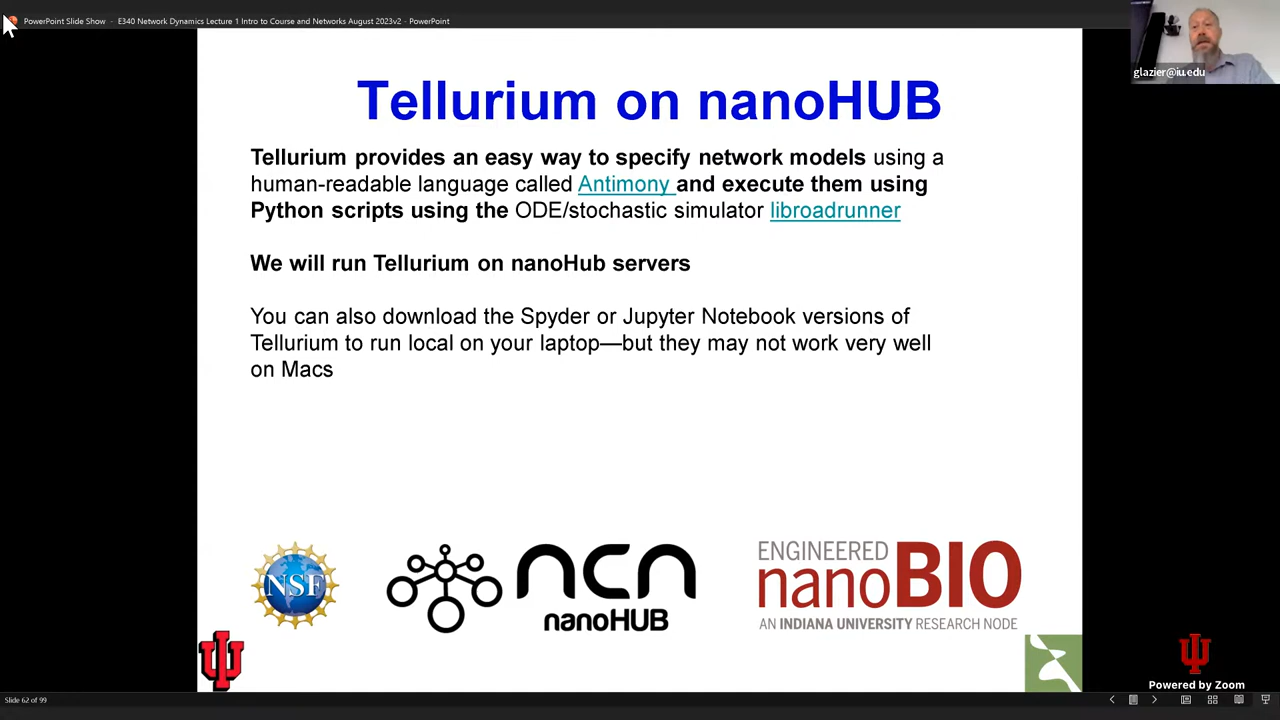 PowerPoint Slide Show - E340 Network Dynamics Lecture 1 Intro to Course and Networks August 2023v2 - PowerPoint
glazier@iu.edu
Tellurium on nanoHUB
Tellurium provides an easy way to specify network models using a
human-readable language called Antimony and execute them using
Python scripts using the ODE/stochastic simulator libroadrunner
We will run Tellurium on nanoHub servers
You can also download the Spyder or Jupyter Notebook versions of
Tellurium to run local on your laptop—but they may not work very well
on Macs
NSF
ncn
nanoHUB
ENGINEERED
nanoBIO
AN INDIANA UNIVERSITY RESEARCH NODE
Powered by Zoom
Slide 62 of 99